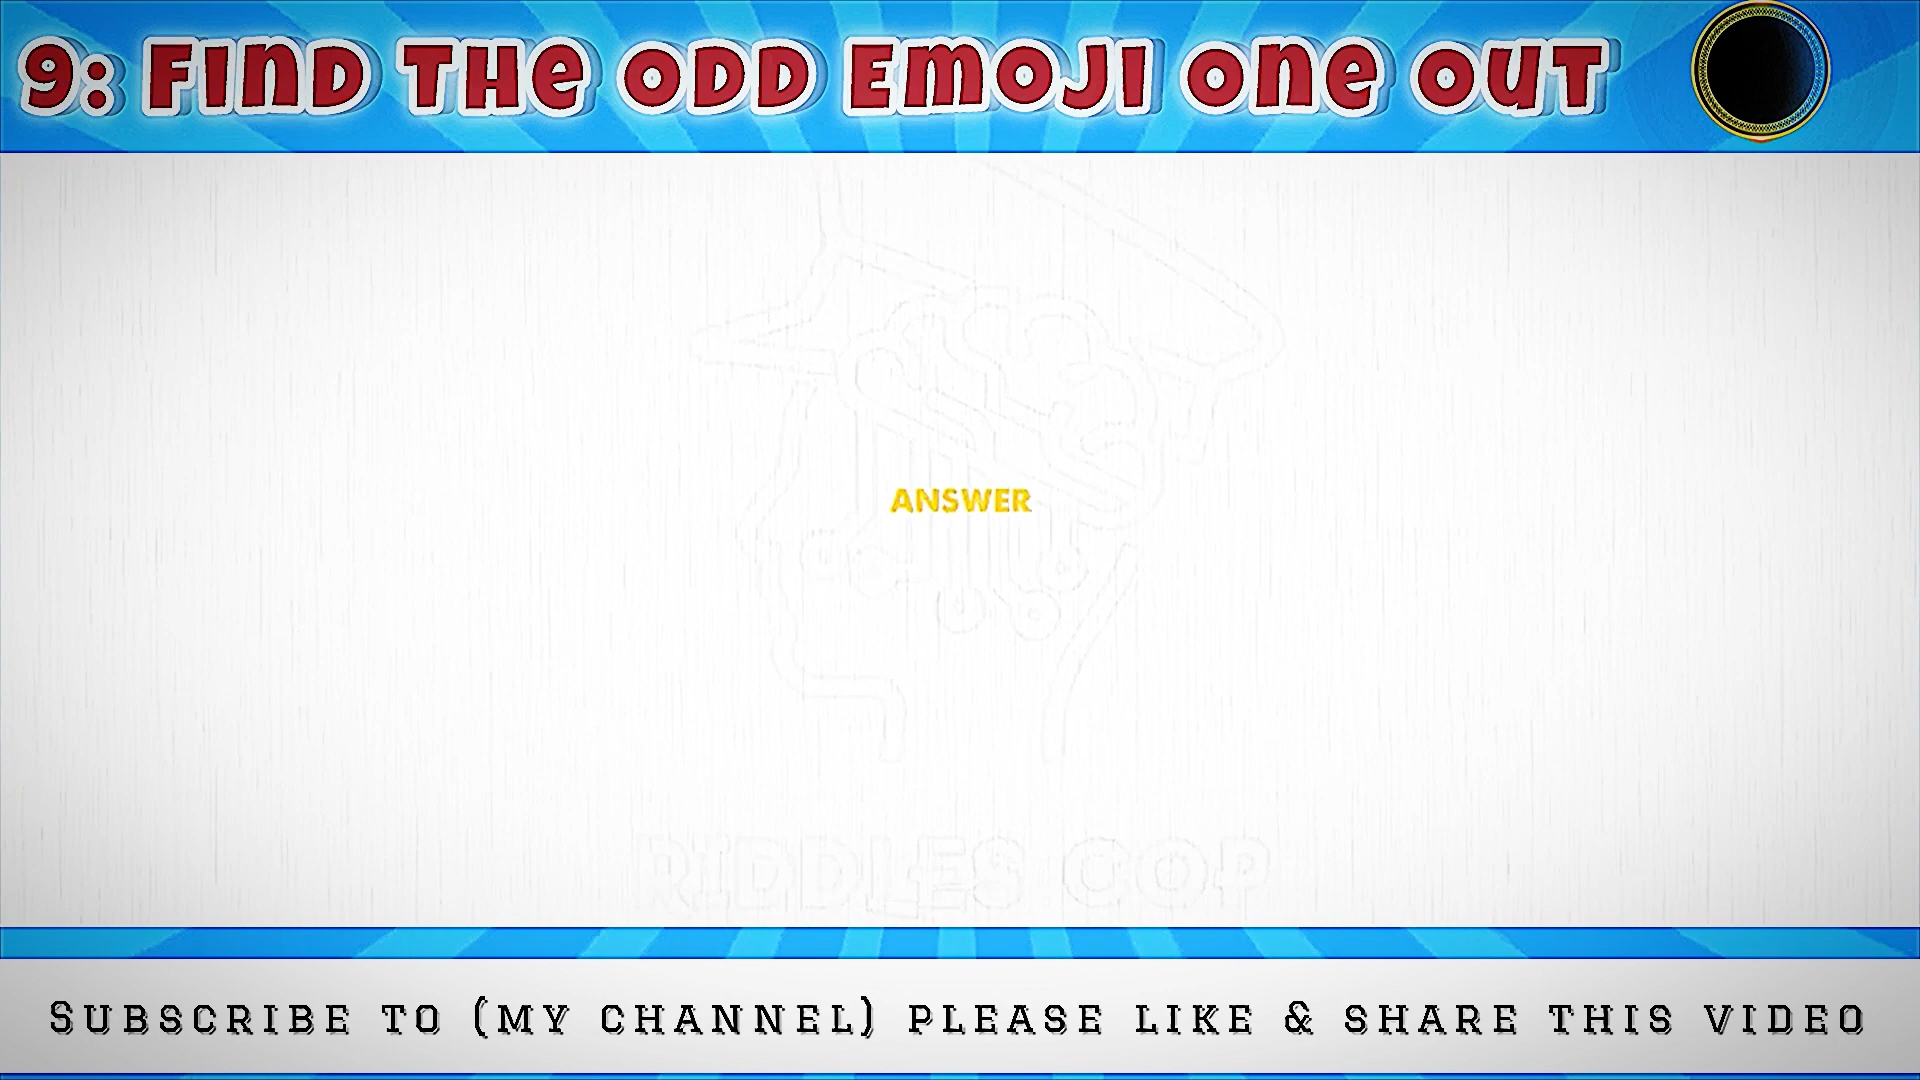 9: Find the odd Emoji one out
ANSWER
RIDDLES COP
Subscribe to (my channel) please like & share this video